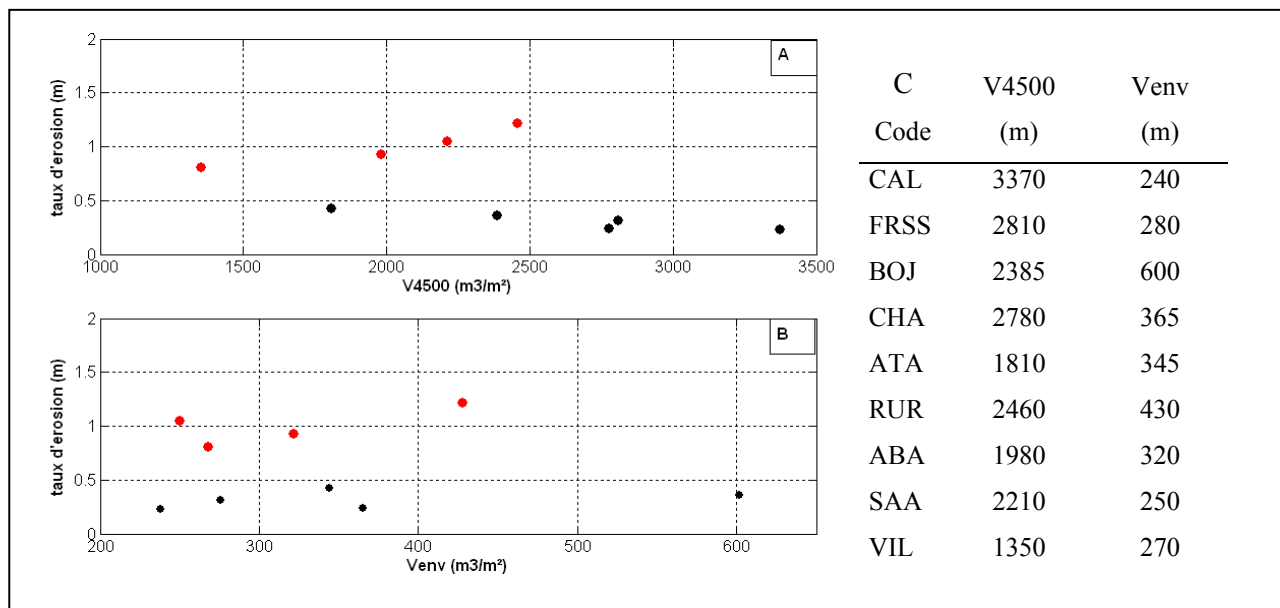 2
1.5
1
0.5
0
taux d'erosion (m)
A
1000 1500 2000 2500 3000 3500
V4500 (m3/m²)
2
1.5
1
0.5
0
taux d'erosion (m)
B
200 300 400 500 600
Venv (m3/m²)
C V4500 Venv
Code (m) (m)
CAL 3370 240
FRSS 2810 280
BOJ 2385 600
CHA 2780 365
ATA 1810 345
RUR 2460 430
ABA 1980 320
SAA 2210 250
VIL 1350 270